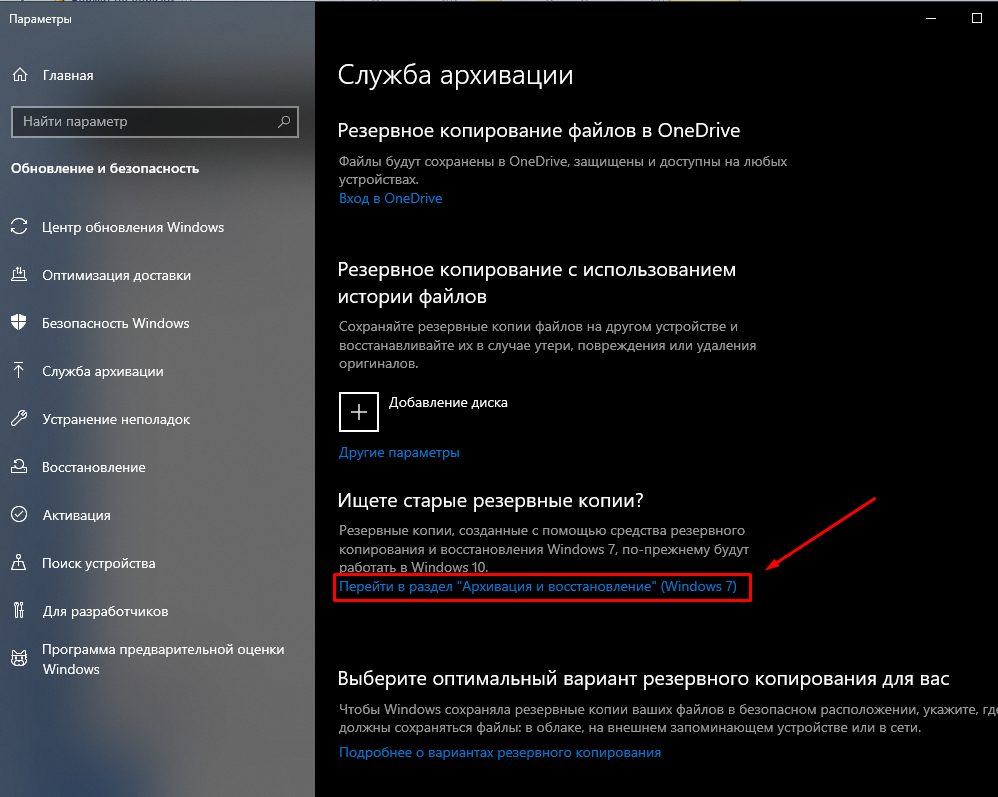 Параметры
Главная
Найти параметр
Обновление и безопасность
Центр обновления Windows
Оптимизация доставки
Безопасность Windows
Служба архивации
Устранение неполадок
Восстановление
Активация
Поиск устройства
Для разработчиков
Программа предварительной оценки
Windows
Служба архивации
Резервное копирование файлов в OneDrive
Файлы будут сохранены в OneDrive, защищены и доступны на любых
устройствах.
Вход в OneDrive
Резервное копирование с использованием
истории файлов
Сохраняйте резервные копии файлов на другом устройстве и
восстанавливайте их в случае утери, повреждения или удаления
оригиналов.
Добавление диска
Другие параметры
Ищете старые резервные копии?
Резервные копии, созданные с помощью средства резервного
копирования и восстановления Windows 7, по-прежнему будут
работать в Windows 10.
Перейти в раздел "Архивация и восстановление" (Windows 7)
Выберите оптимальный вариант резервного копирования для вас
Чтобы Windows сохраняла резервные копии ваших файлов в безопасном расположении, укажите, где
должны сохраняться файлы: в облаке, на внешнем запоминающем устройстве или в сети.
Подробнее о вариантах резервного копирования